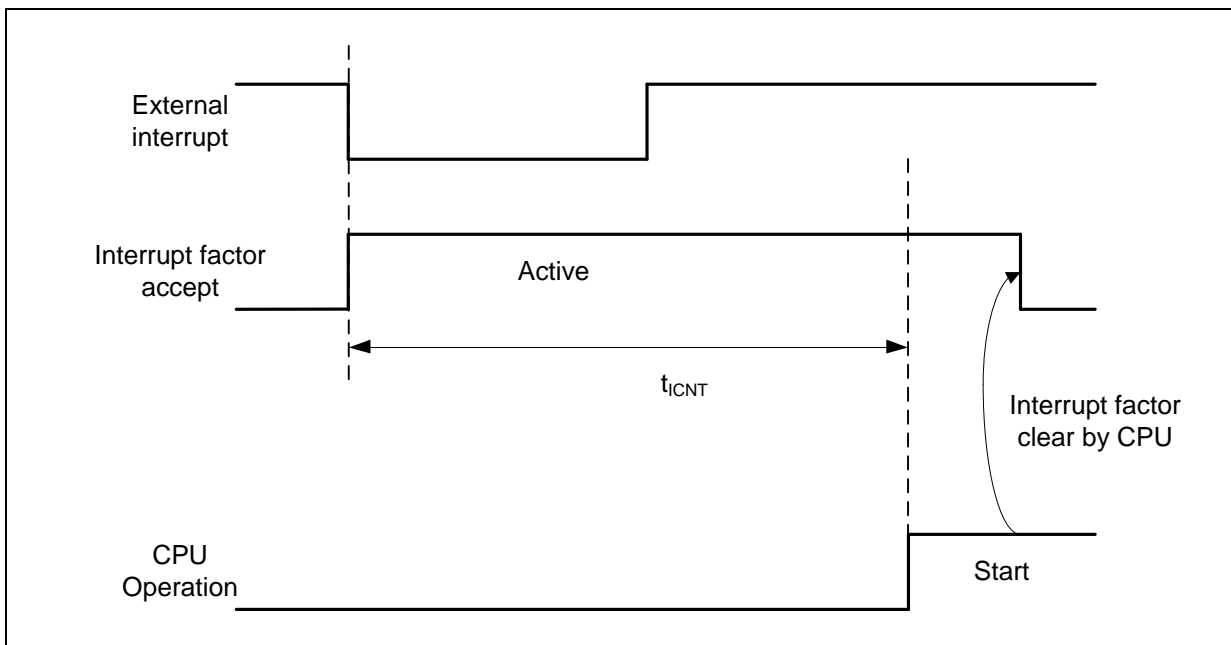 External
interrupt
Interrupt factor
accept
Active
tICNT
Interrupt factor
clear by CPU
CPU
Operation
Start